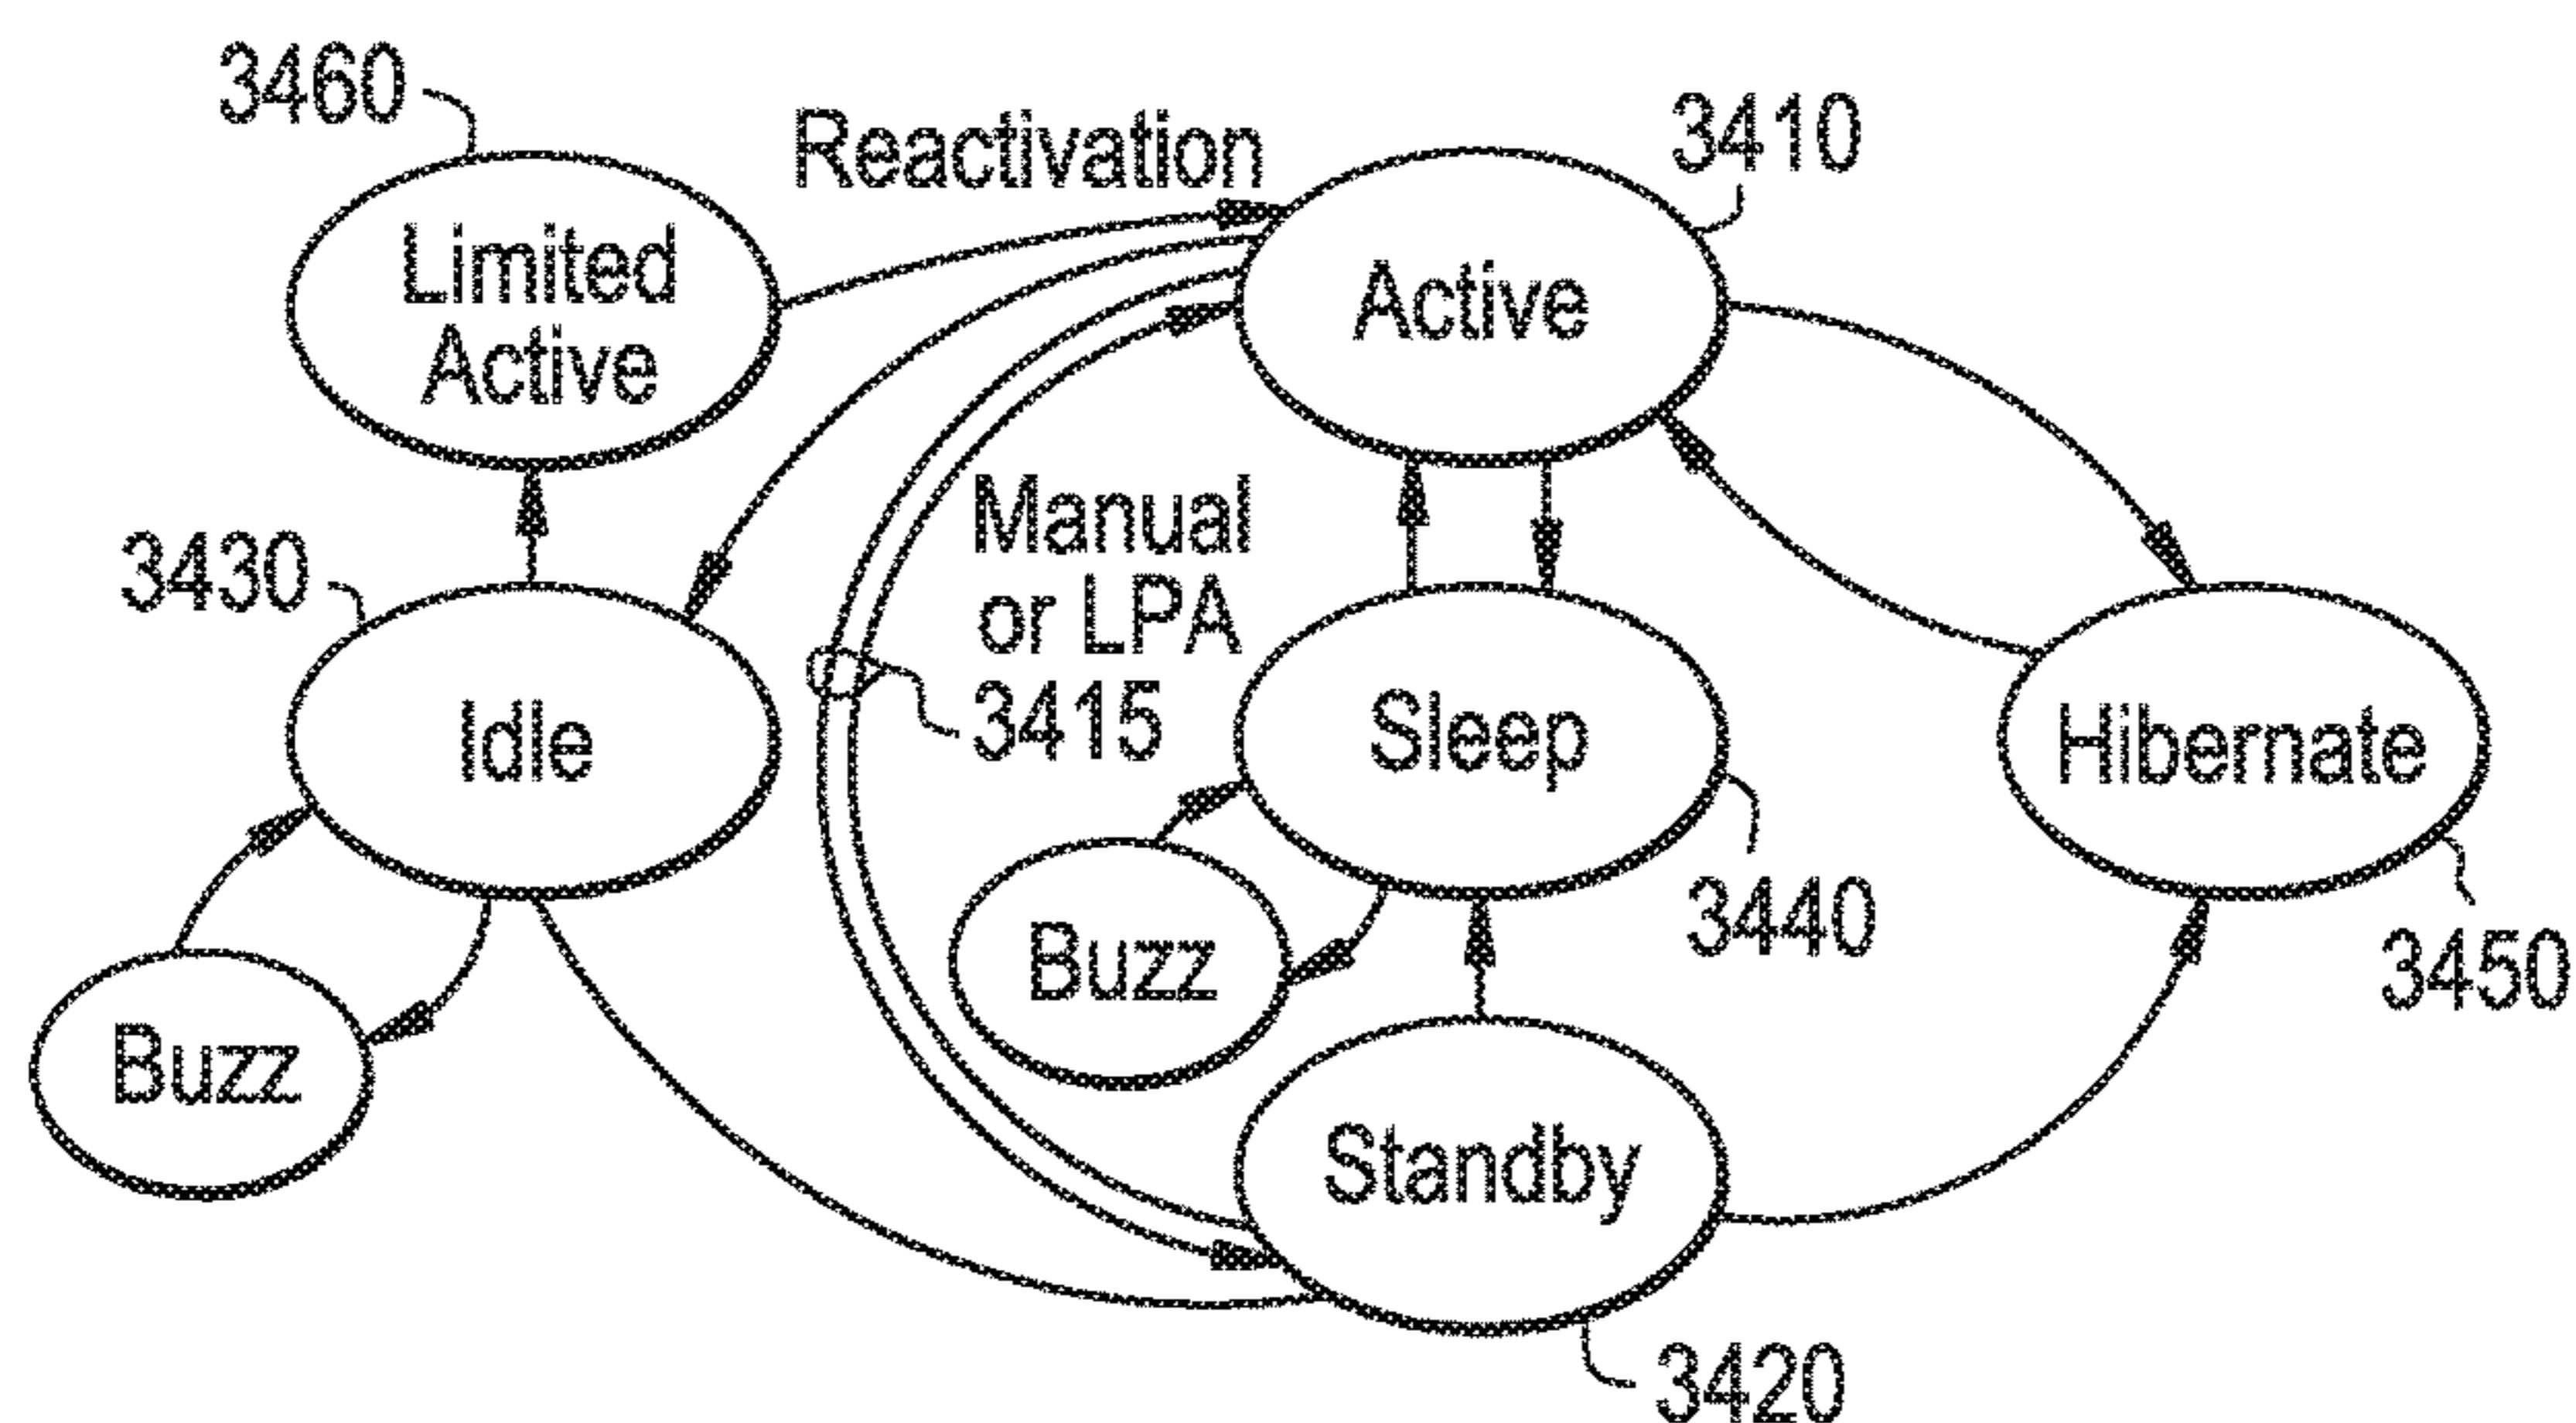 3460
Reactivation
3410
Limited
Active
Active
3430
Manual
or LPA
3415
Idle
Sleep
Hibernate
3440
3450
Buzz
Buzz
Standby
3420